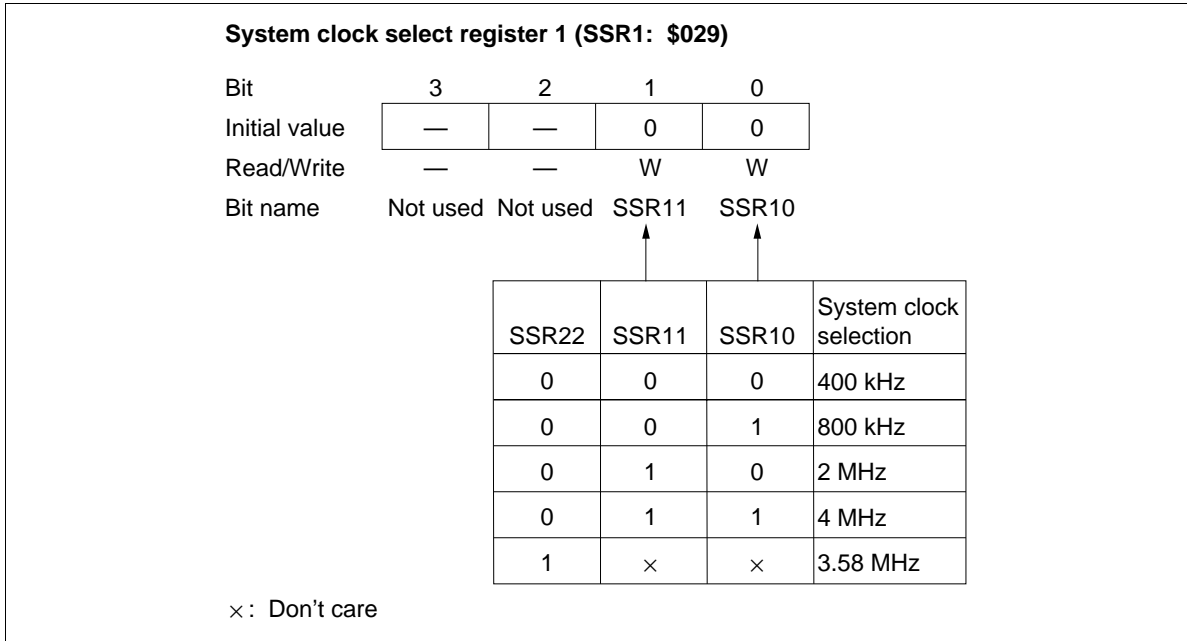 System clock select register 1 (SSR1: $029)
Bit 3 2 1 0
Initial value — — 0 0
Read/Write — — W W
Bit name Not used Not used SSR11 SSR10
SSR22 SSR11 SSR10 System clock
selection
0 0 0 400 kHz
0 0 1 800 kHz
0 1 0 2 MHz
0 1 1 4 MHz
1 × × 3.58 MHz
× : Don't care